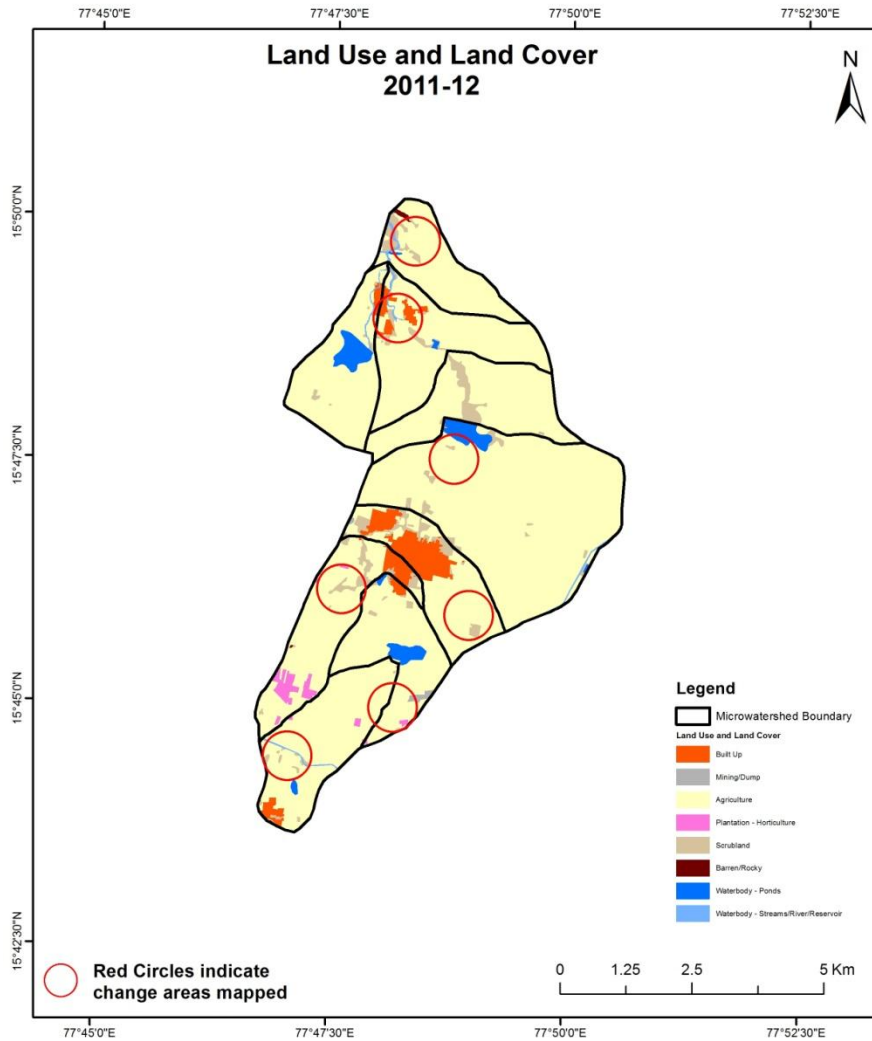 77°45'0"E 77°47'30"E 77°50'0"E 77°52'30"E
Land Use and Land Cover
2011-12
N
15°50'0"N
15°47'30"N
15°45'0"N
15°42'30"N
Legend
Microwatershed Boundary
Land Use and Land Cover
Built Up
Mining/Dump
Agriculture
Plantation - Horticulture
Scrubland
Barren/Rocky
Waterbody - Ponds
Waterbody - Streams/River/Reservoir
Red Circles indicate
change areas mapped
0 1.25 2.5 5 Km
77°45'0"E 77°47'30"E 77°50'0"E 77°52'30"E